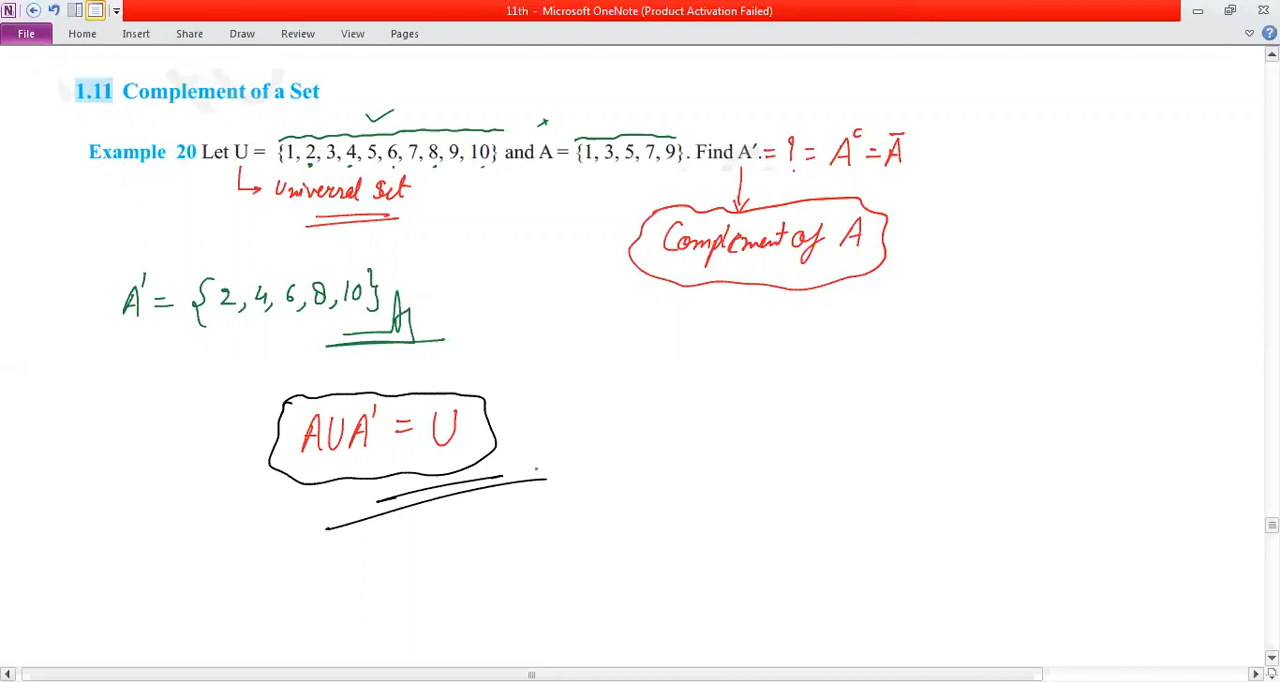 11th - Microsoft OneNote (Product Activation Failed)
File Home Insert Share Draw Review View Pages
1.11 Complement of a Set
Example 20 Let U = {1, 2, 3, 4, 5, 6, 7, 8, 9, 10} and A = {1, 3, 5, 7, 9}. Find A′. = ? = Aᶜ = Ā
Universal Set
Complement of A
A' = {2, 4, 6, 8, 10}
A∪A' = U